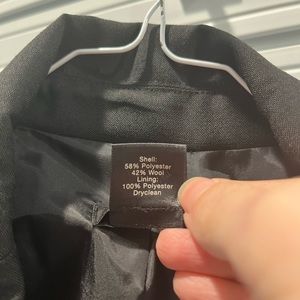 Shell:
58% Polyester
42% Wool
Lining:
100% Polyester
Dryclean